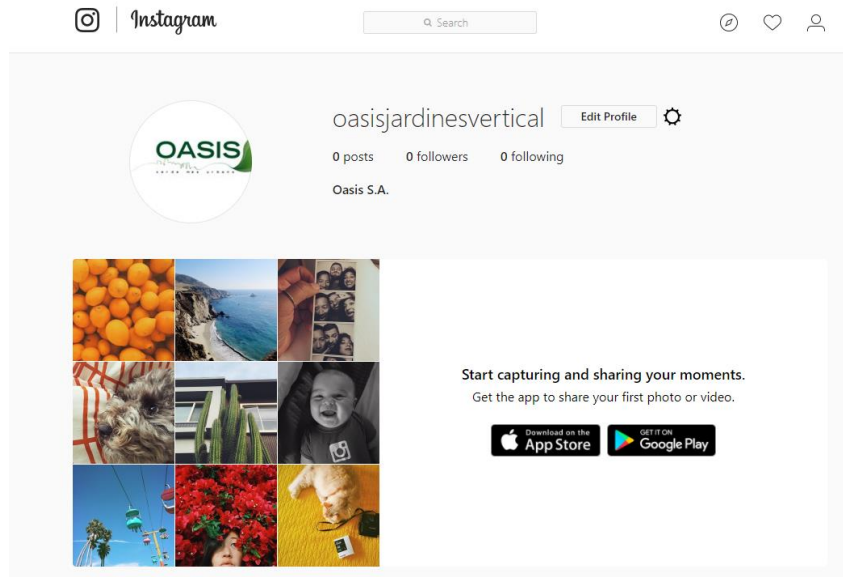 Instagram
Search
oasisjardinesvertical Edit Profile
0 posts 0 followers 0 following
Oasis S.A.
OASIS
Start capturing and sharing your moments.
Get the app to share your first photo or video.
Download on the
App Store
GET IT ON
Google Play